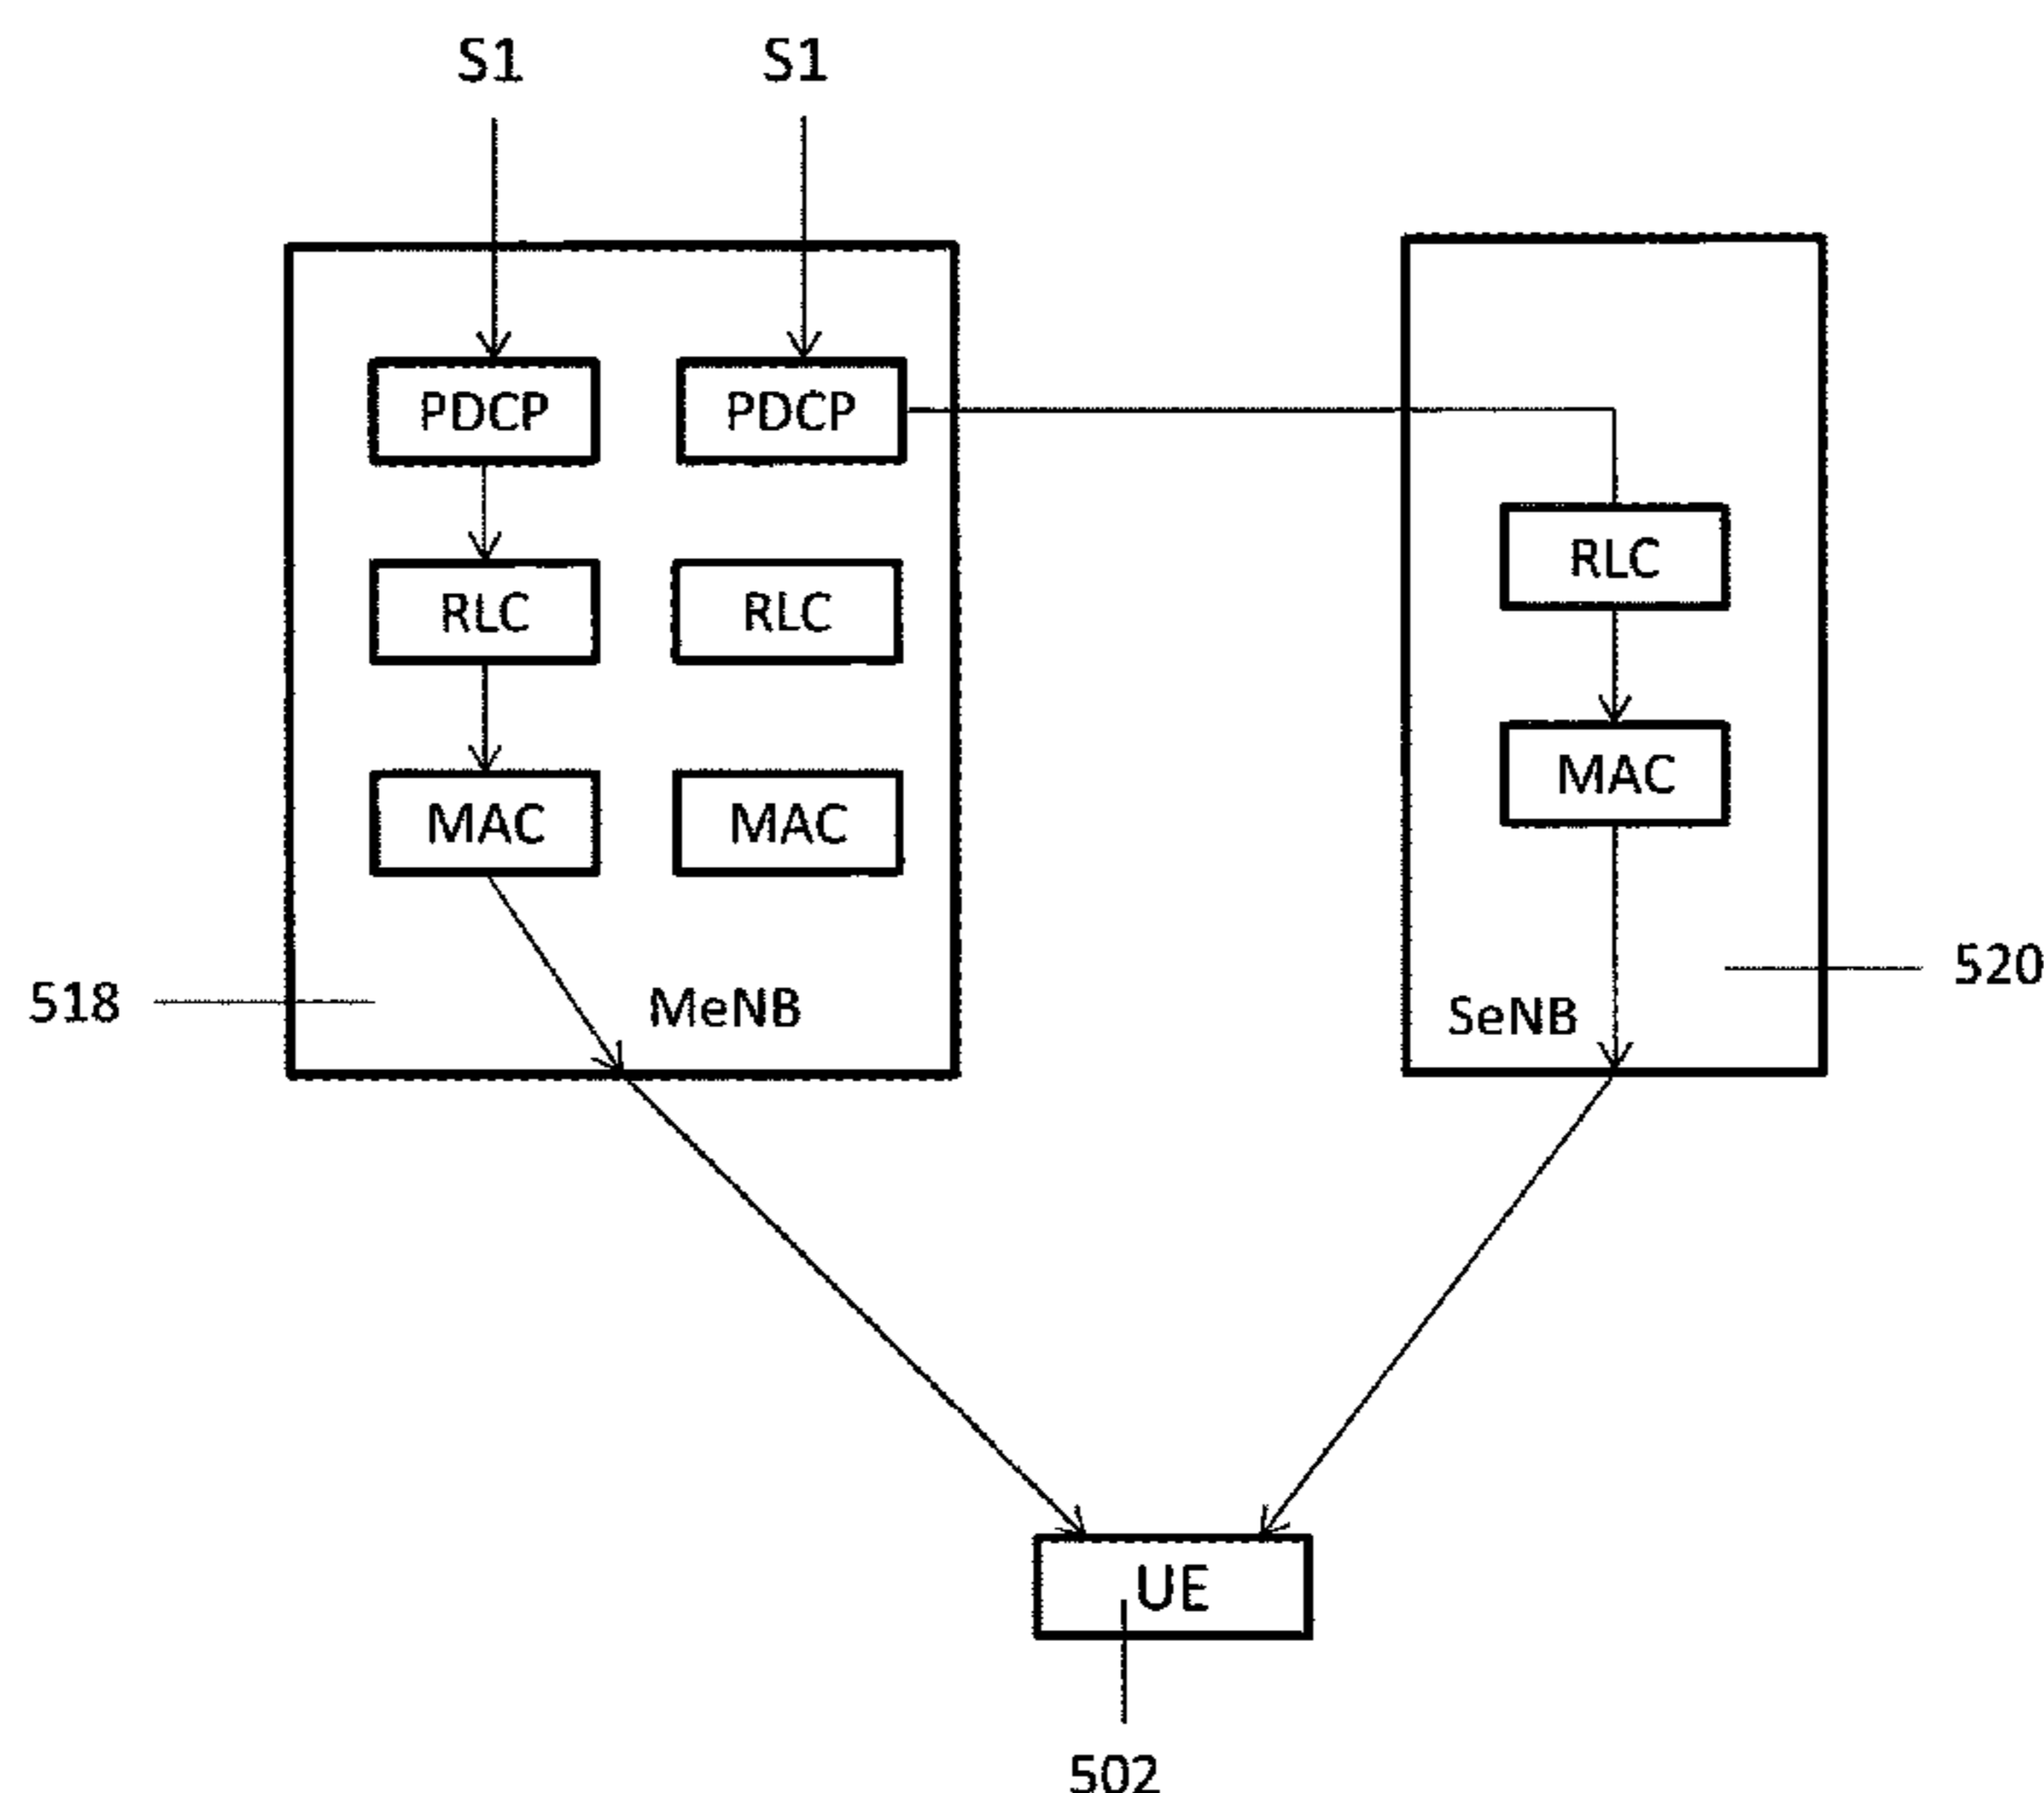 S1 S1
PDCP PDCP
RLC
RLC RLC
MAC
MAC MAC
520
518 MeNB SeNB
UE
502